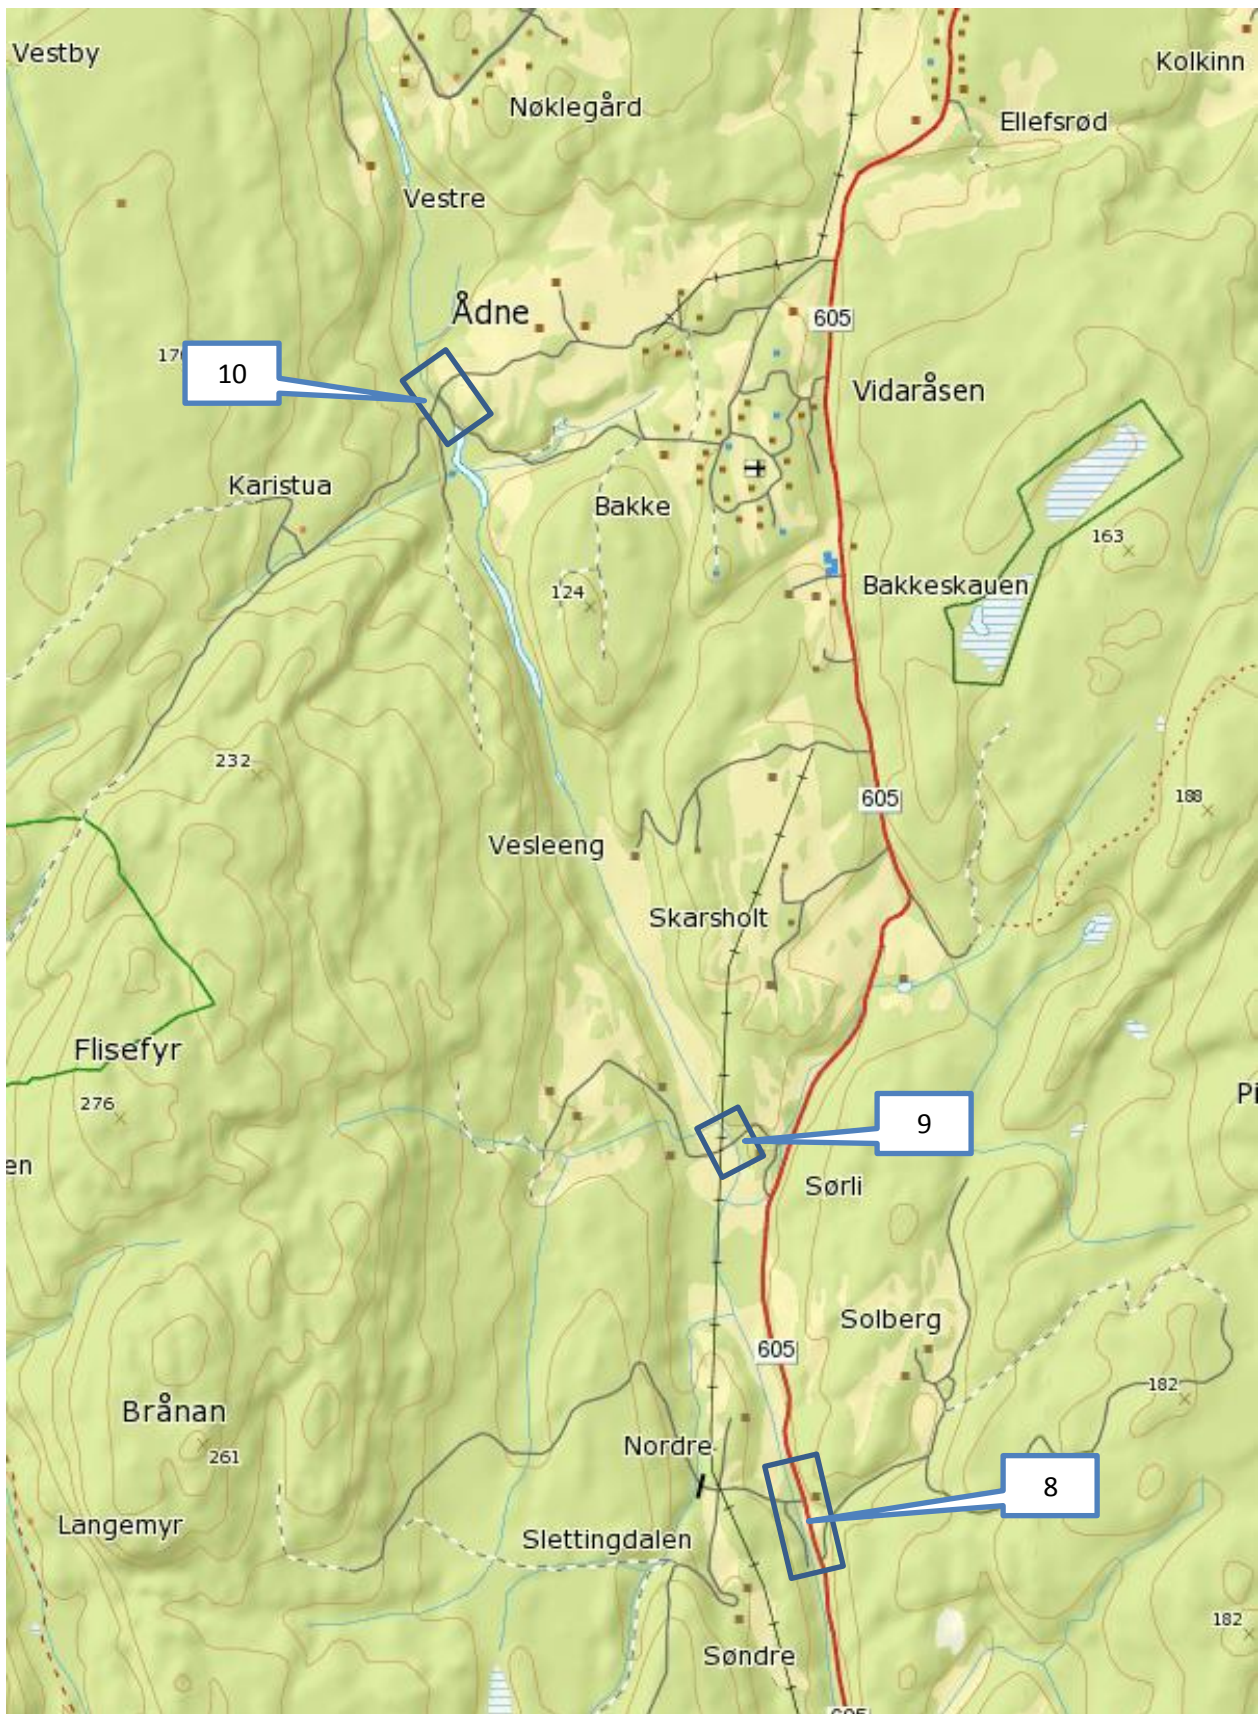 Vestby
Kolkinn
Nøklegård
Ellefsrød
Vestre
Ådne
605
10
Vidaråsen
Karistua
Bakke
163
Bakkeskauen
124
232
605
188
Vesleeng
Skarsholt
Flisefyr
276
9
Sørli
Solberg
605
182
Brånan
Nordre
261
8
Langemyr
Slettingdalen
182
Søndre